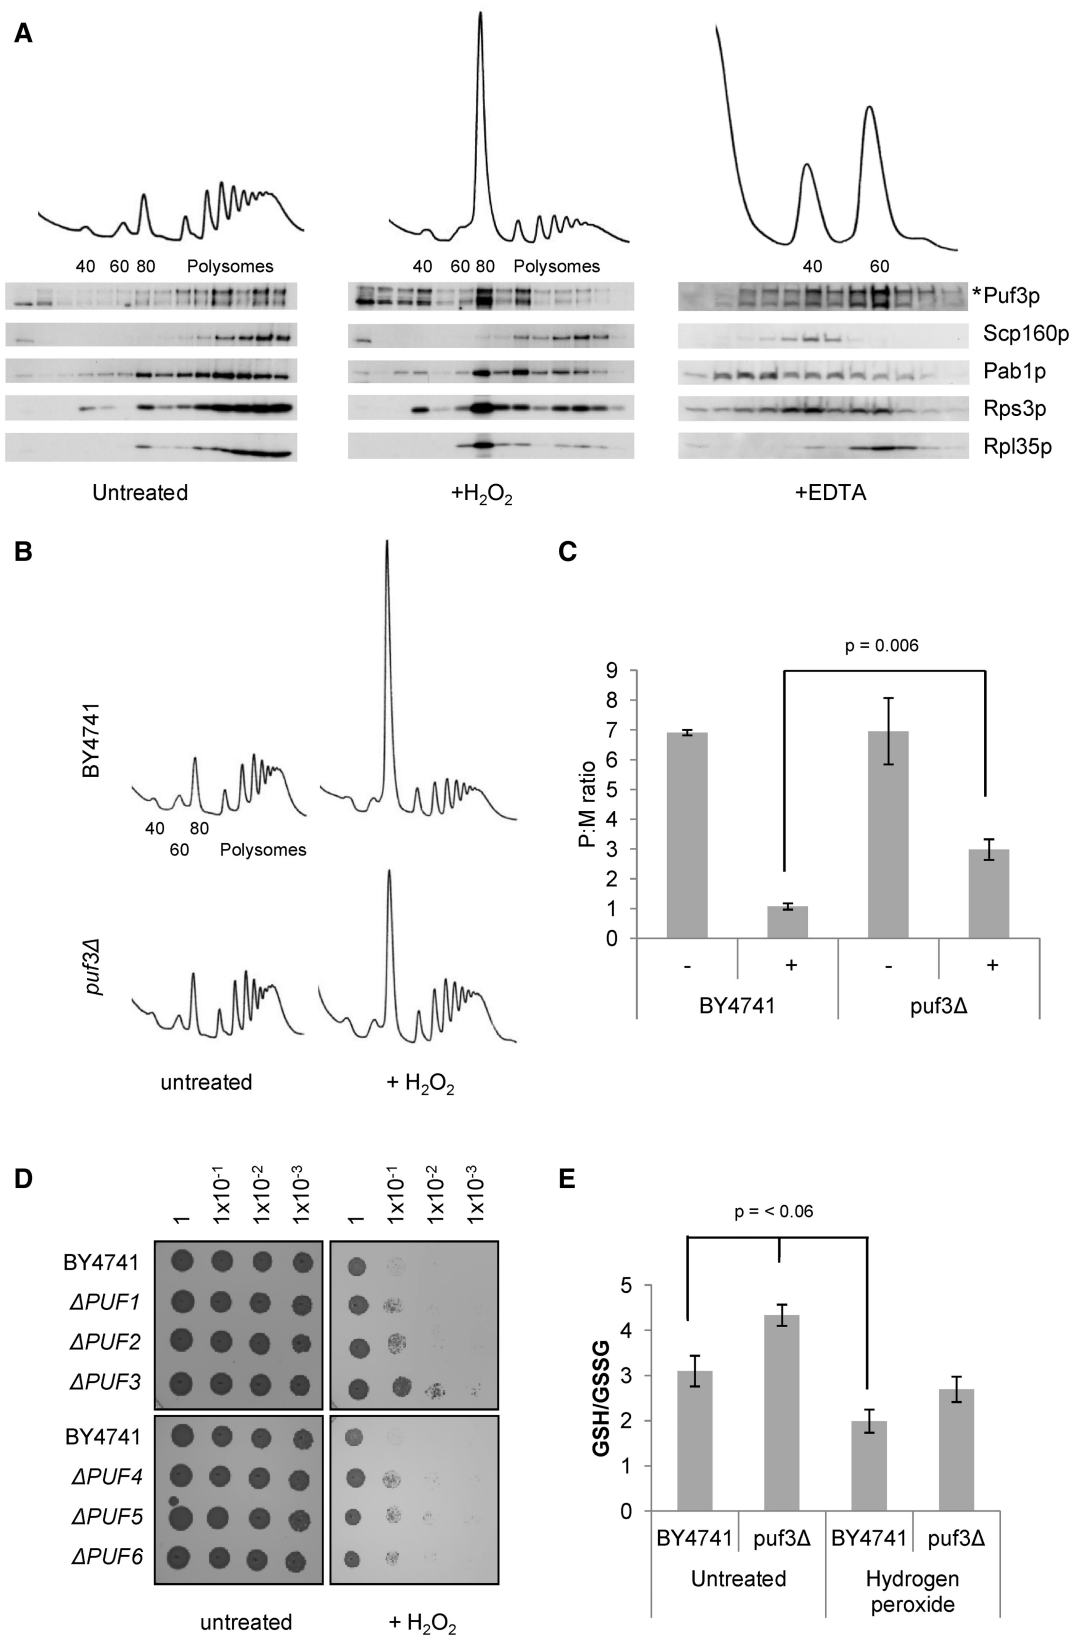 A
40 60 80 Polysomes
40 60 80 Polysomes
40 60
*Puf3p
Scp160p
Pab1p
Rps3p
Rpl35p
Untreated
+H₂O₂
+EDTA
B
BY4741
40 80
60 Polysomes
puf3Δ
untreated
+ H₂O₂
C
p = 0.006
P:M ratio
9
8
7
6
5
4
3
2
1
0
- + - +
BY4741 puf3Δ
D
1 1x10⁻¹ 1x10⁻² 1x10⁻³
1 1x10⁻¹ 1x10⁻² 1x10⁻³
BY4741
ΔPUF1
ΔPUF2
ΔPUF3
BY4741
ΔPUF4
ΔPUF5
ΔPUF6
untreated
+ H₂O₂
E
p = < 0.06
GSH/GSSG
5
4
3
2
1
0
BY4741 puf3Δ BY4741 puf3Δ
Untreated
Hydrogen
peroxide